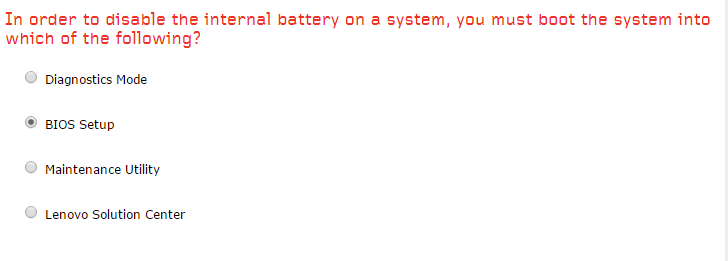 In order to disable the internal battery on a system, you must boot the system into
which of the following?
Diagnostics Mode
BIOS Setup
Maintenance Utility
Lenovo Solution Center